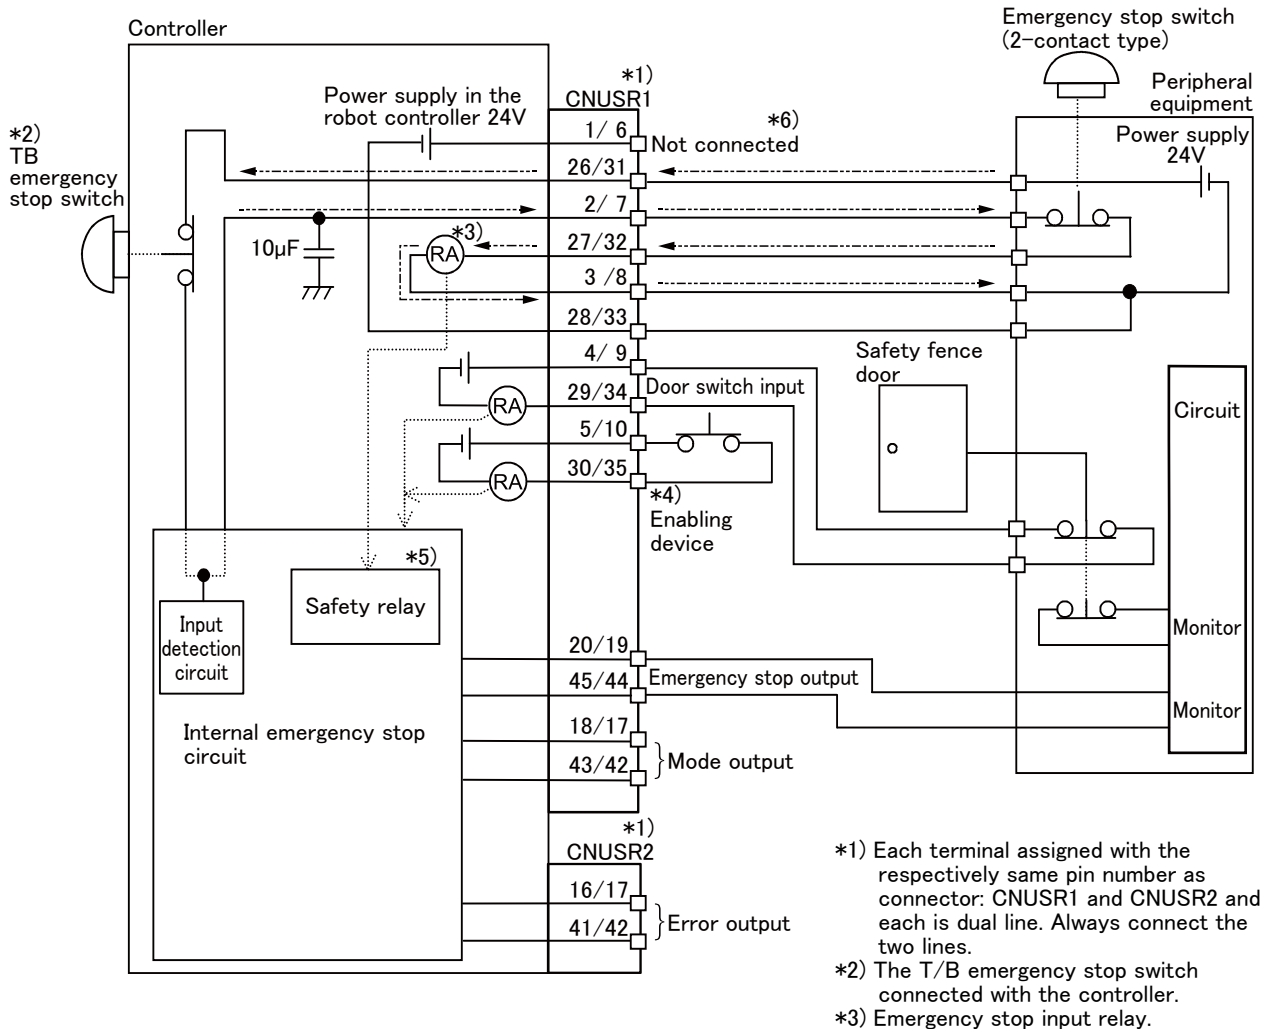 Controller
Emergency stop switch
(2-contact type)
Peripheral
equipment
*1)
CNUSR1
Power supply in the
robot controller 24V
*2)
TB
emergency
stop switch
1/ 6
*6)
Not connected
Power supply
24V
26/31
2/ 7
10μF
*3)
RA
27/32
3 /8
28/33
4/ 9
Safety fence
door
Door switch input
29/34
RA
Circuit
5/10
30/35
RA
*4)
Enabling
device
*5)
Safety relay
Input
detection
circuit
Monitor
20/19
45/44
Emergency stop output
Monitor
Internal emergency stop
circuit
18/17
43/42
Mode output
*1)
CNUSR2
16/17
41/42
Error output
*1) Each terminal assigned with the
respectively same pin number as
connector: CNUSR1 and CNUSR2 and
each is dual line. Always connect the
two lines.
*2) The T/B emergency stop switch
connected with the controller.
*3) Emergency stop input relay.